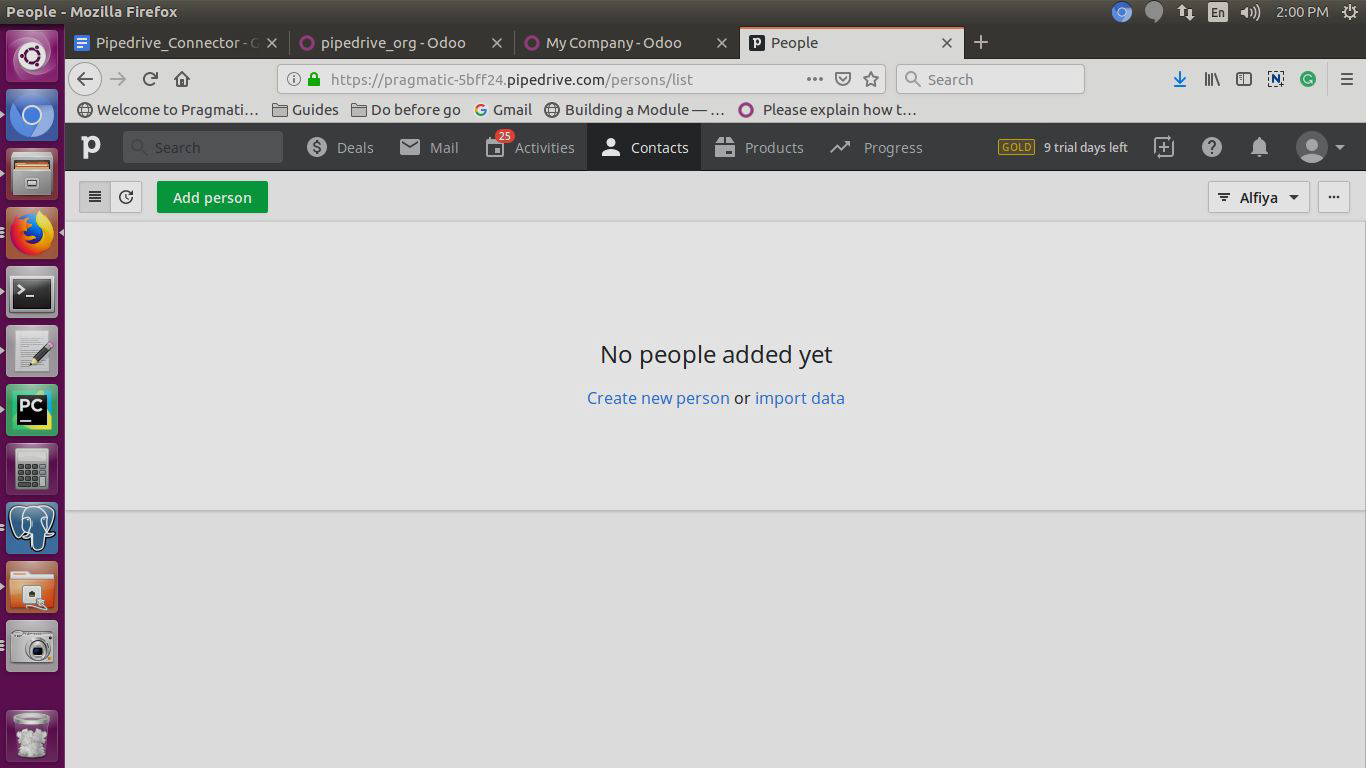 People - Mozilla Firefox
En
2:00 PM
Pipedrive_Connector -
pipedrive_org - Odoo
My Company - Odoo
People
https://pragmatic-5bff24.pipedrive.com/persons/list
Search
Welcome to Pragmati…
Guides
Do before go
Gmail
Building a Module — …
Please explain how t…
Search
Deals
Mail
25
Activities
Contacts
Products
Progress
GOLD
9 trial days left
Add person
Alfiya
No people added yet
Create new person or import data
PC